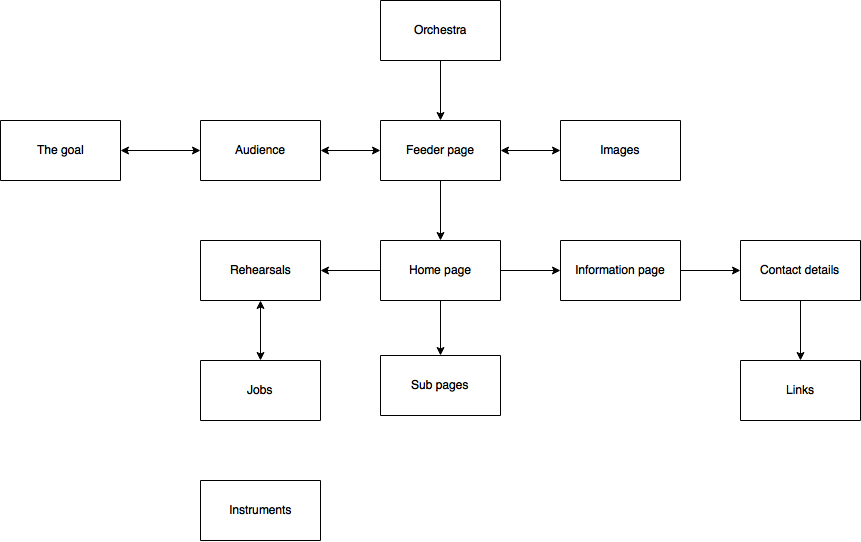 Orchestra
The goal
Audience
Feeder page
Images
Rehearsals
Home page
Information page
Contact details
Jobs
Sub pages
Links
Instruments